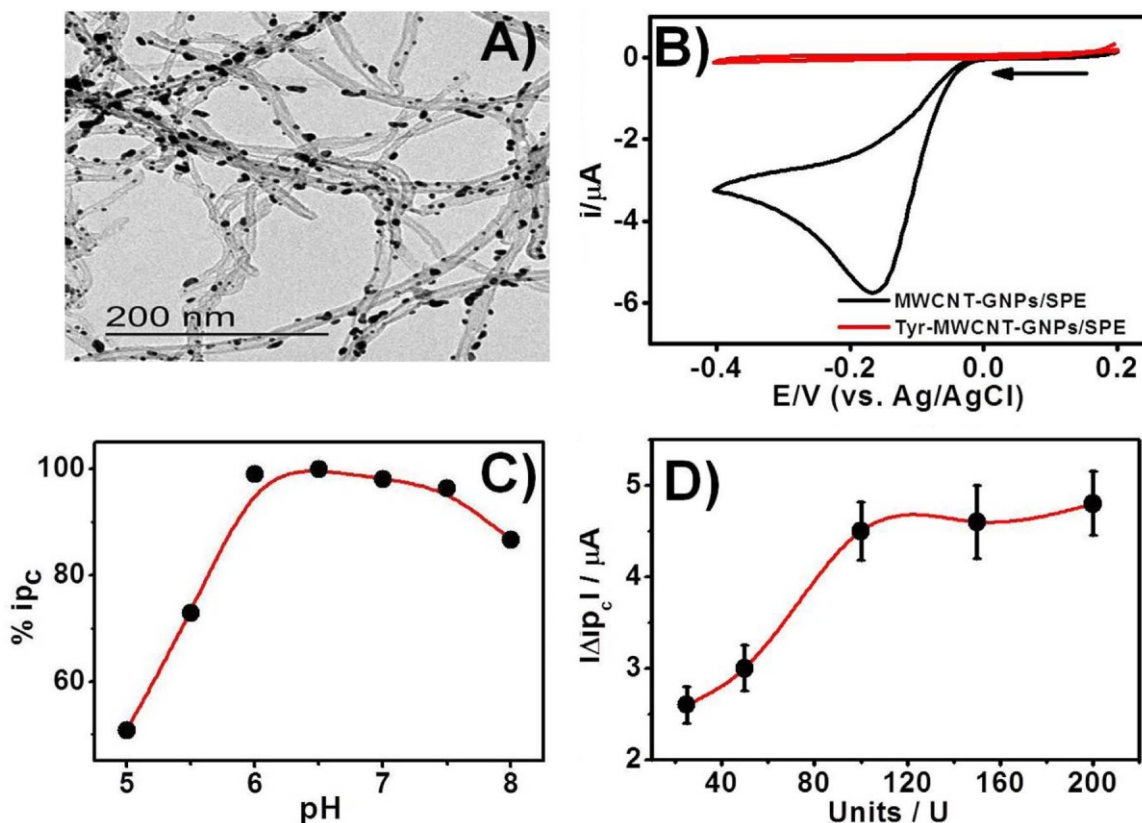 A)
200 nm
B)
0
-2
-4
-6
i/µA
MWCNT-GNPs/SPE
Tyr-MWCNT-GNPs/SPE
-0.4
-0.2
0.0
0.2
E/V (vs. Ag/AgCl)
C)
100
80
60
% ipc
5
6
7
8
pH
D)
5
4
3
2
IΔipcI / µA
40
80
120
160
200
Units / U